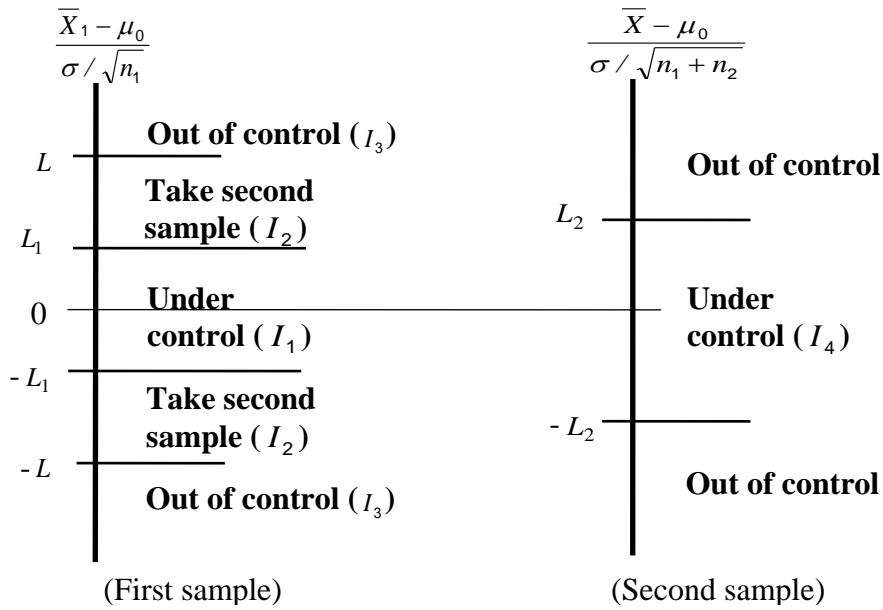 X̅₁ − μ₀
σ / √n₁
Out of control (I₃)
L
Take second
sample (I₂)
L₁
Under
0
control (I₁)
- L₁
Take second
sample (I₂)
- L
Out of control (I₃)
(First sample)
X̅ − μ₀
σ / √n₁ + n₂
Out of control
L₂
Under
control (I₄)
- L₂
Out of control
(Second sample)